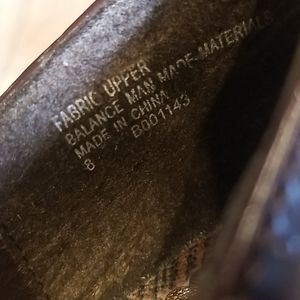 FABRIC UPPER
BALANCE MAN MADE MATERIALS
MADE IN CHINA
8 B001143